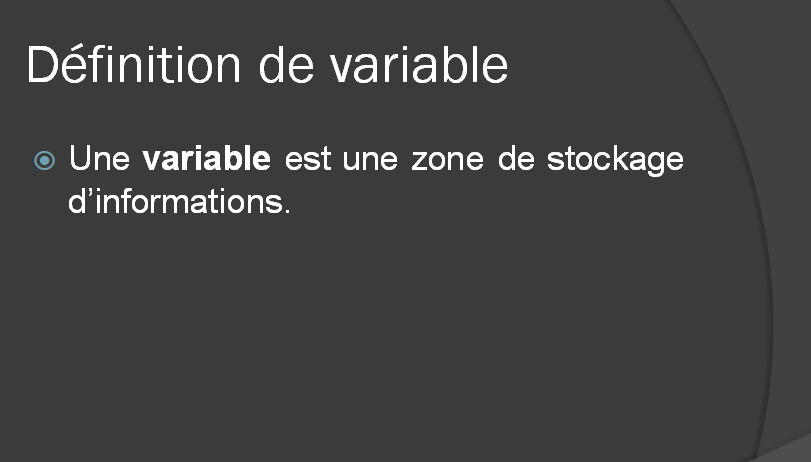 Définition de variable
Une variable est une zone de stockage
d’informations.